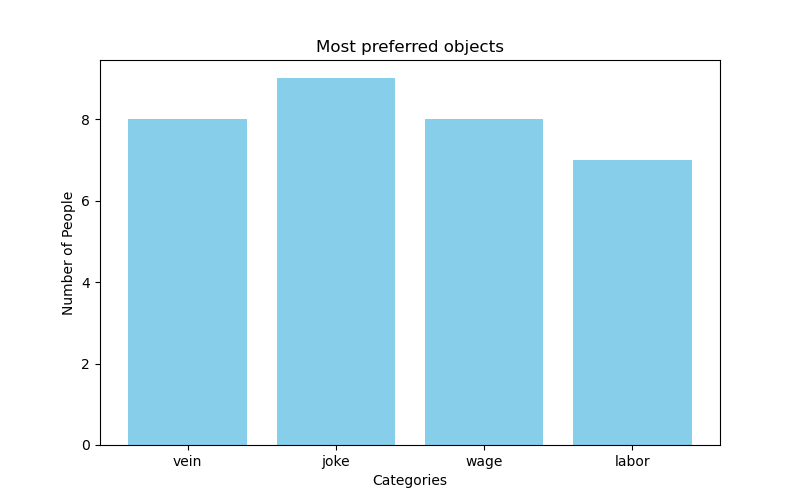 Most preferred objects
Number of People
8
6
4
2
0
vein joke wage labor
Categories